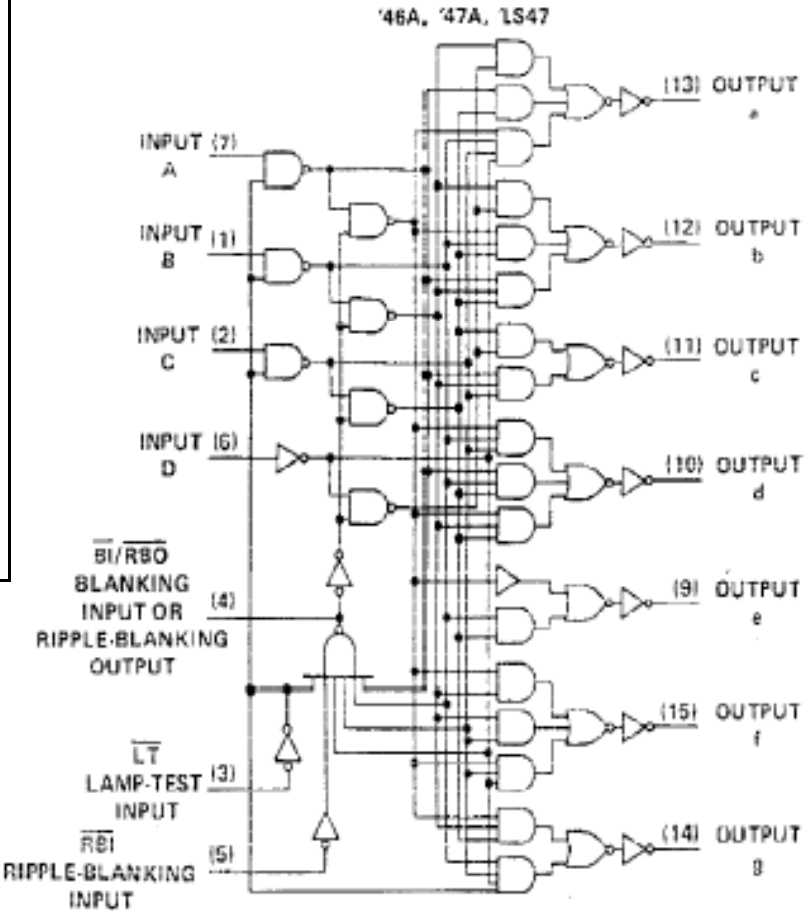 '46A, '47A, 'LS47
(13) OUTPUT
a
INPUT (7)
A
(12) OUTPUT
b
INPUT (1)
B
INPUT (2)
C
(11) OUTPUT
c
INPUT (6)
D
(10) OUTPUT
d
BI/RBO
BLANKING
INPUT OR (4)
RIPPLE-BLANKING
OUTPUT
(9) OUTPUT
e
(15) OUTPUT
f
LT
LAMP-TEST (3)
INPUT
(14) OUTPUT
g
RBI
RIPPLE-BLANKING (5)
INPUT